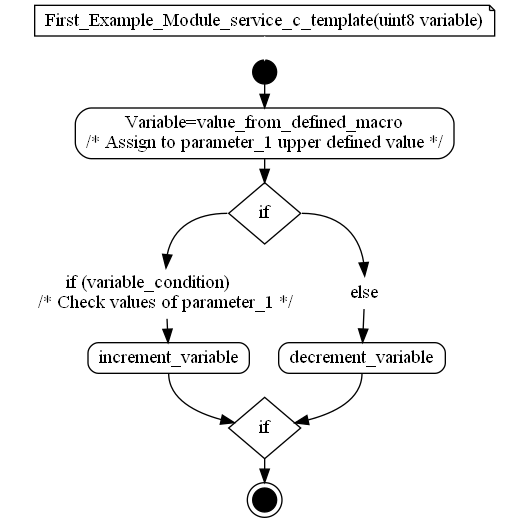 First_Example_Module_service_c_template(uint8 variable)
Variable=value_from_defined_macro
/* Assign to parameter_1 upper defined value */
if
if (variable_condition)
/* Check values of parameter_1 */
else
increment_variable
decrement_variable
if